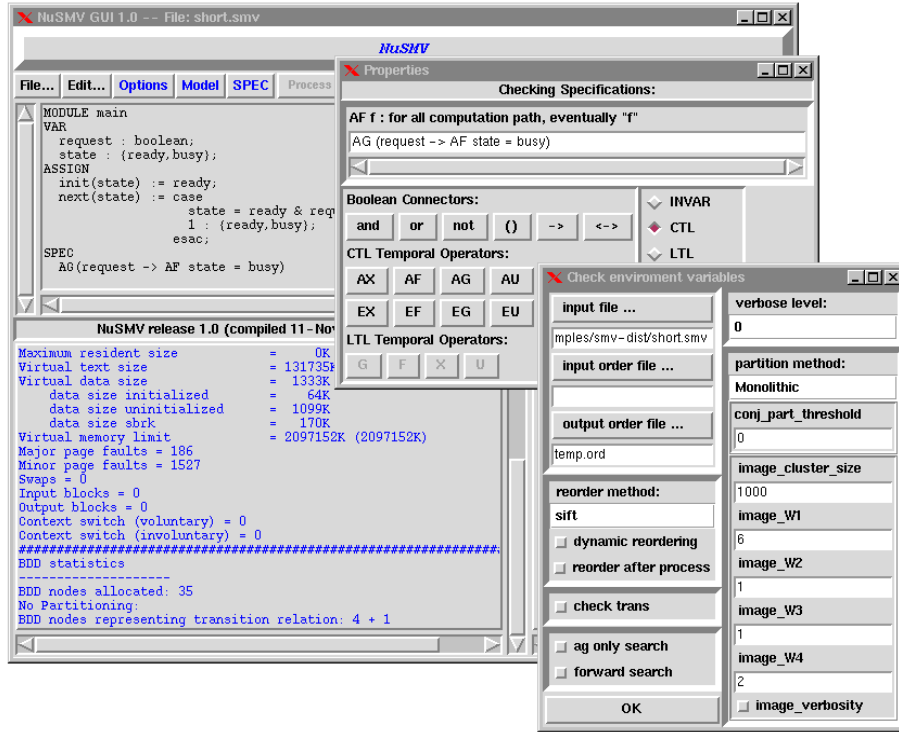 NuSMV GUI 1.0 -- File: short.smv
NuSMV
File... Edit... Options Model SPEC Process
MODULE main
VAR
request : boolean;
state : {ready,busy};
ASSIGN
init(state) := ready;
next(state) := case
state = ready & req
1 : {ready,busy};
esac;
SPEC
AG(request -> AF state = busy)
NuSMV release 1.0 (compiled 11-Nov
Maximum resident size = 0K
Virtual text size = 131735K
Virtual data size = 1333K
data size initialized = 64K
data size uninitialized = 1099K
data size sbrk = 170K
Virtual memory limit = 2097152K (2097152K)
Major page faults = 186
Minor page faults = 1527
Swaps = 0
Input blocks = 0
Output blocks = 0
Context switch (voluntary) = 0
Context switch (involuntary) = 0
############################################################
BDD statistics
--------------------
BDD nodes allocated: 35
No Partitioning:
BDD nodes representing transition relation: 4 + 1
Properties
Checking Specifications:
AF f : for all computation path, eventually "f"
AG (request -> AF state = busy)
Boolean Connectors:
and or not () -> <->
CTL Temporal Operators:
AX AF AG AU
EX EF EG EU
LTL Temporal Operators:
G F X U
INVAR
CTL
LTL
Check enviroment variables
input file ...
mples/smv-dist/short.smv
input order file ...
output order file ...
temp.ord
reorder method:
sift
dynamic reordering
reorder after process
check trans
ag only search
forward search
OK
verbose level:
0
partition method:
Monolithic
conj_part_threshold
0
image_cluster_size
1000
image_W1
6
image_W2
1
image_W3
1
image_W4
2
image_verbosity